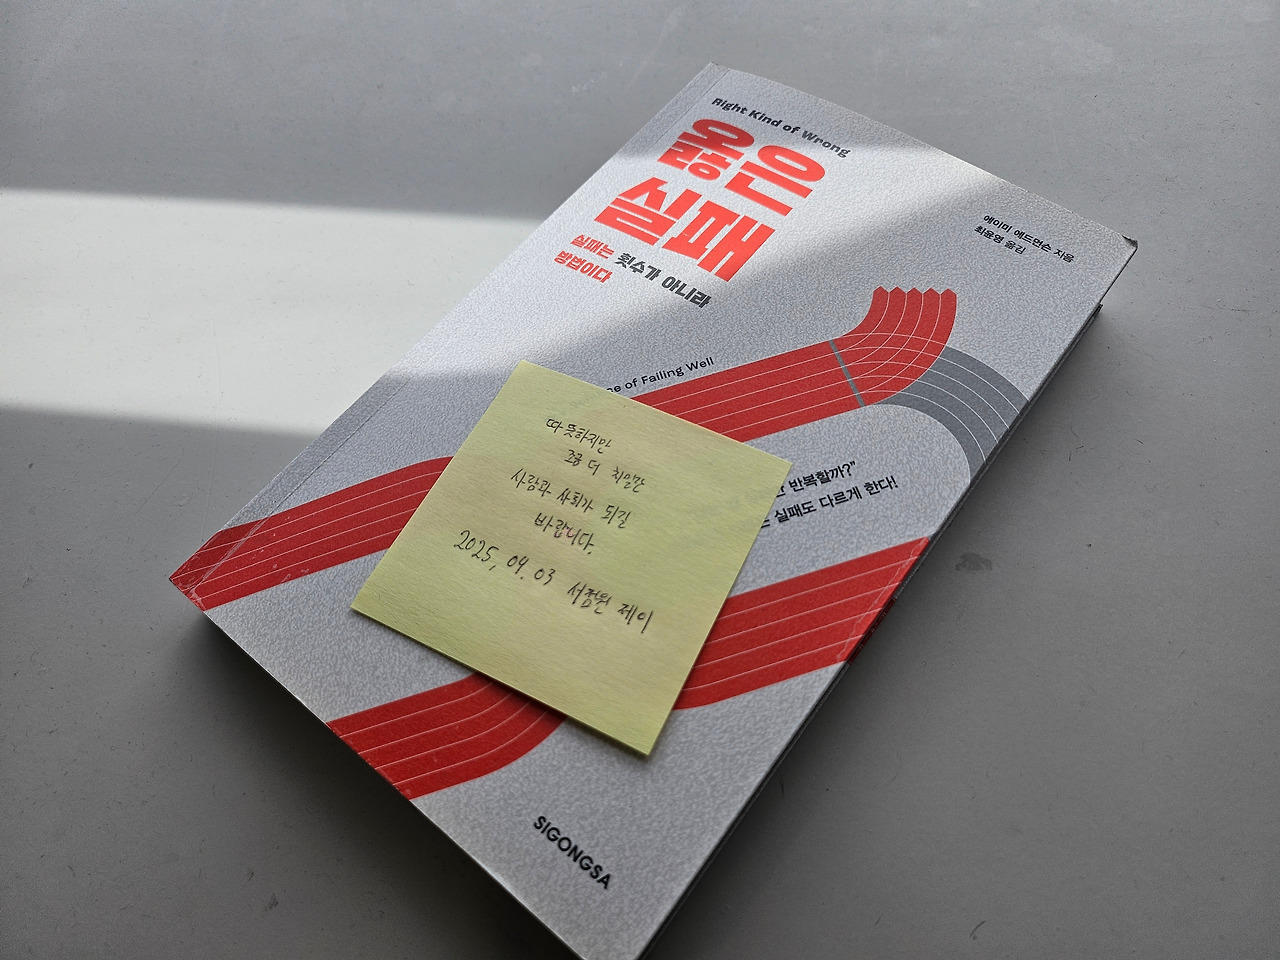 Right Kind of Wrong
옳은
실패
실패는 횟수가 아니라
방법이다
에이미 에드먼슨 지음
최윤영 옮김
of Failing Well
반복할까?"
실패도 다르게 한다!
따뜻하지만
조금 더 치밀한
사람과 사회가 되길
바랍니다.
2025. 04. 03 서점원 제이
SIGONGSA